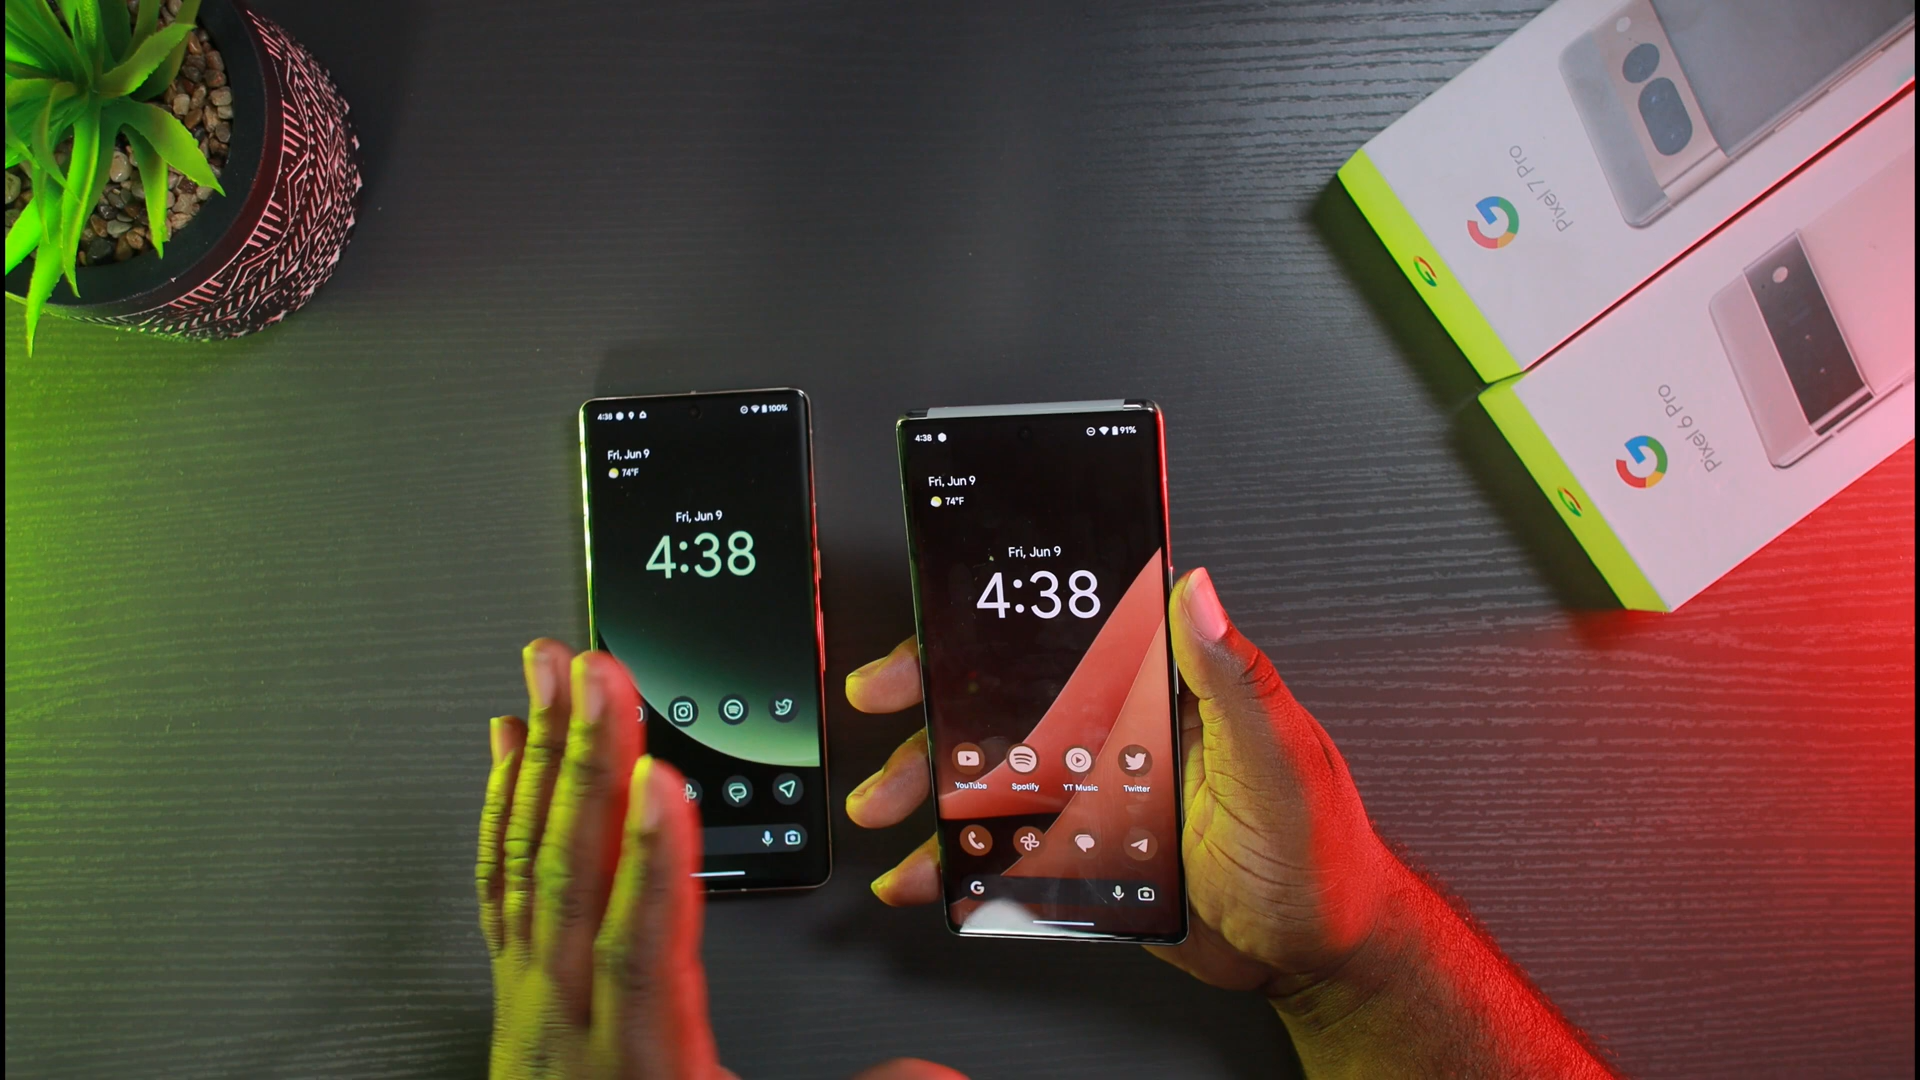 4:38
100%
Fri, Jun 9
74°F
Fri, Jun 9
4:38
4:38
91%
Fri, Jun 9
74°F
Fri, Jun 9
4:38
YouTube
Spotify
YT Music
Twitter
G
G
Pixel 7 Pro
G
G
Pixel 6 Pro
G